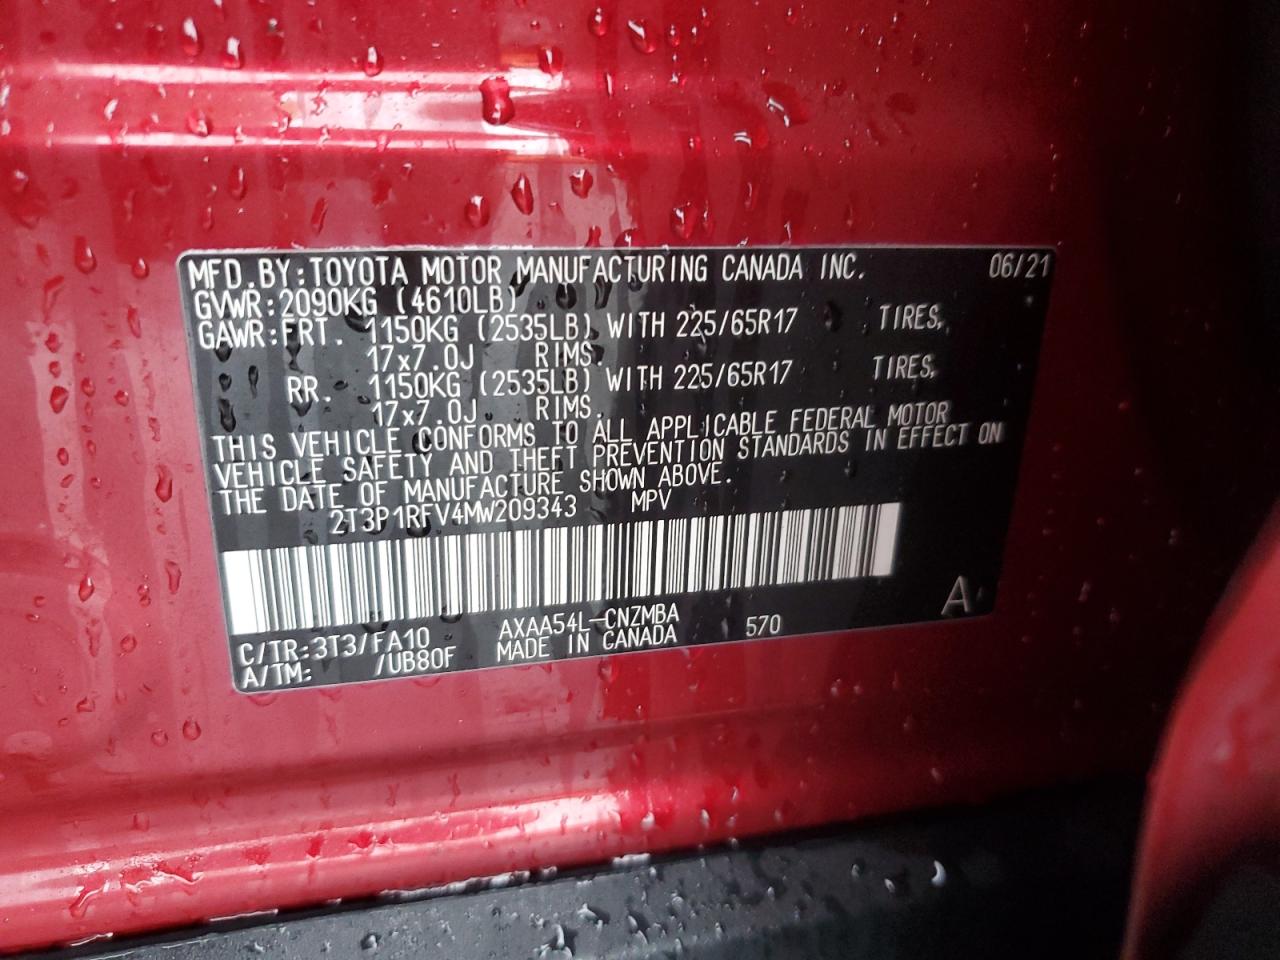 MFD.BY:TOYOTA MOTOR MANUFACTURING CANADA INC. 06/21
GVWR:2090KG (4610LB)
GAWR:FRT. 1150KG (2535LB) WITH 225/65R17 TIRES,
17x7.0J RIMS.
RR. 1150KG (2535LB) WITH 225/65R17 TIRES,
17x7.0J RIMS.
THIS VEHICLE CONFORMS TO ALL APPLICABLE FEDERAL MOTOR
VEHICLE SAFETY AND THEFT PREVENTION STANDARDS IN EFFECT ON
THE DATE OF MANUFACTURE SHOWN ABOVE.
2T3P1RFV4MW209343 MPV
A
C/TR:3T3/FA10 AXAA54L-CNZMBA 570
A/TM: /UB80F MADE IN CANADA